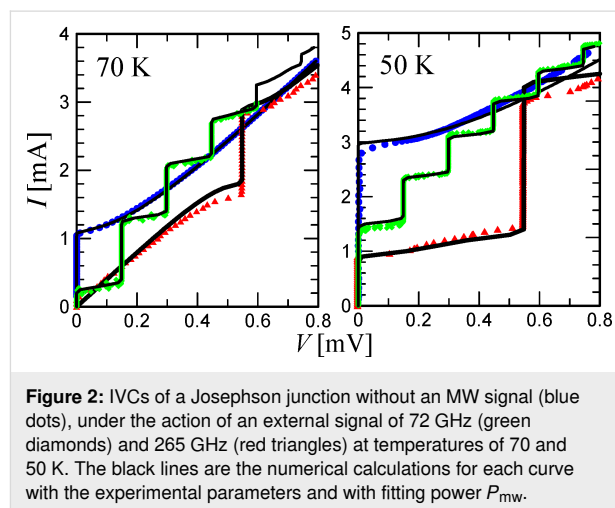 4
3
2
1
0
I [mA]
70 K
0 0.2 0.4 0.6 0.8
5
4
3
2
1
0
50 K
0 0.2 0.4 0.6 0.8
V [mV]
Figure 2: IVCs of a Josephson junction without an MW signal (blue
dots), under the action of an external signal of 72 GHz (green
diamonds) and 265 GHz (red triangles) at temperatures of 70 and
50 K. The black lines are the numerical calculations for each curve
with the experimental parameters and with fitting power Pmw.